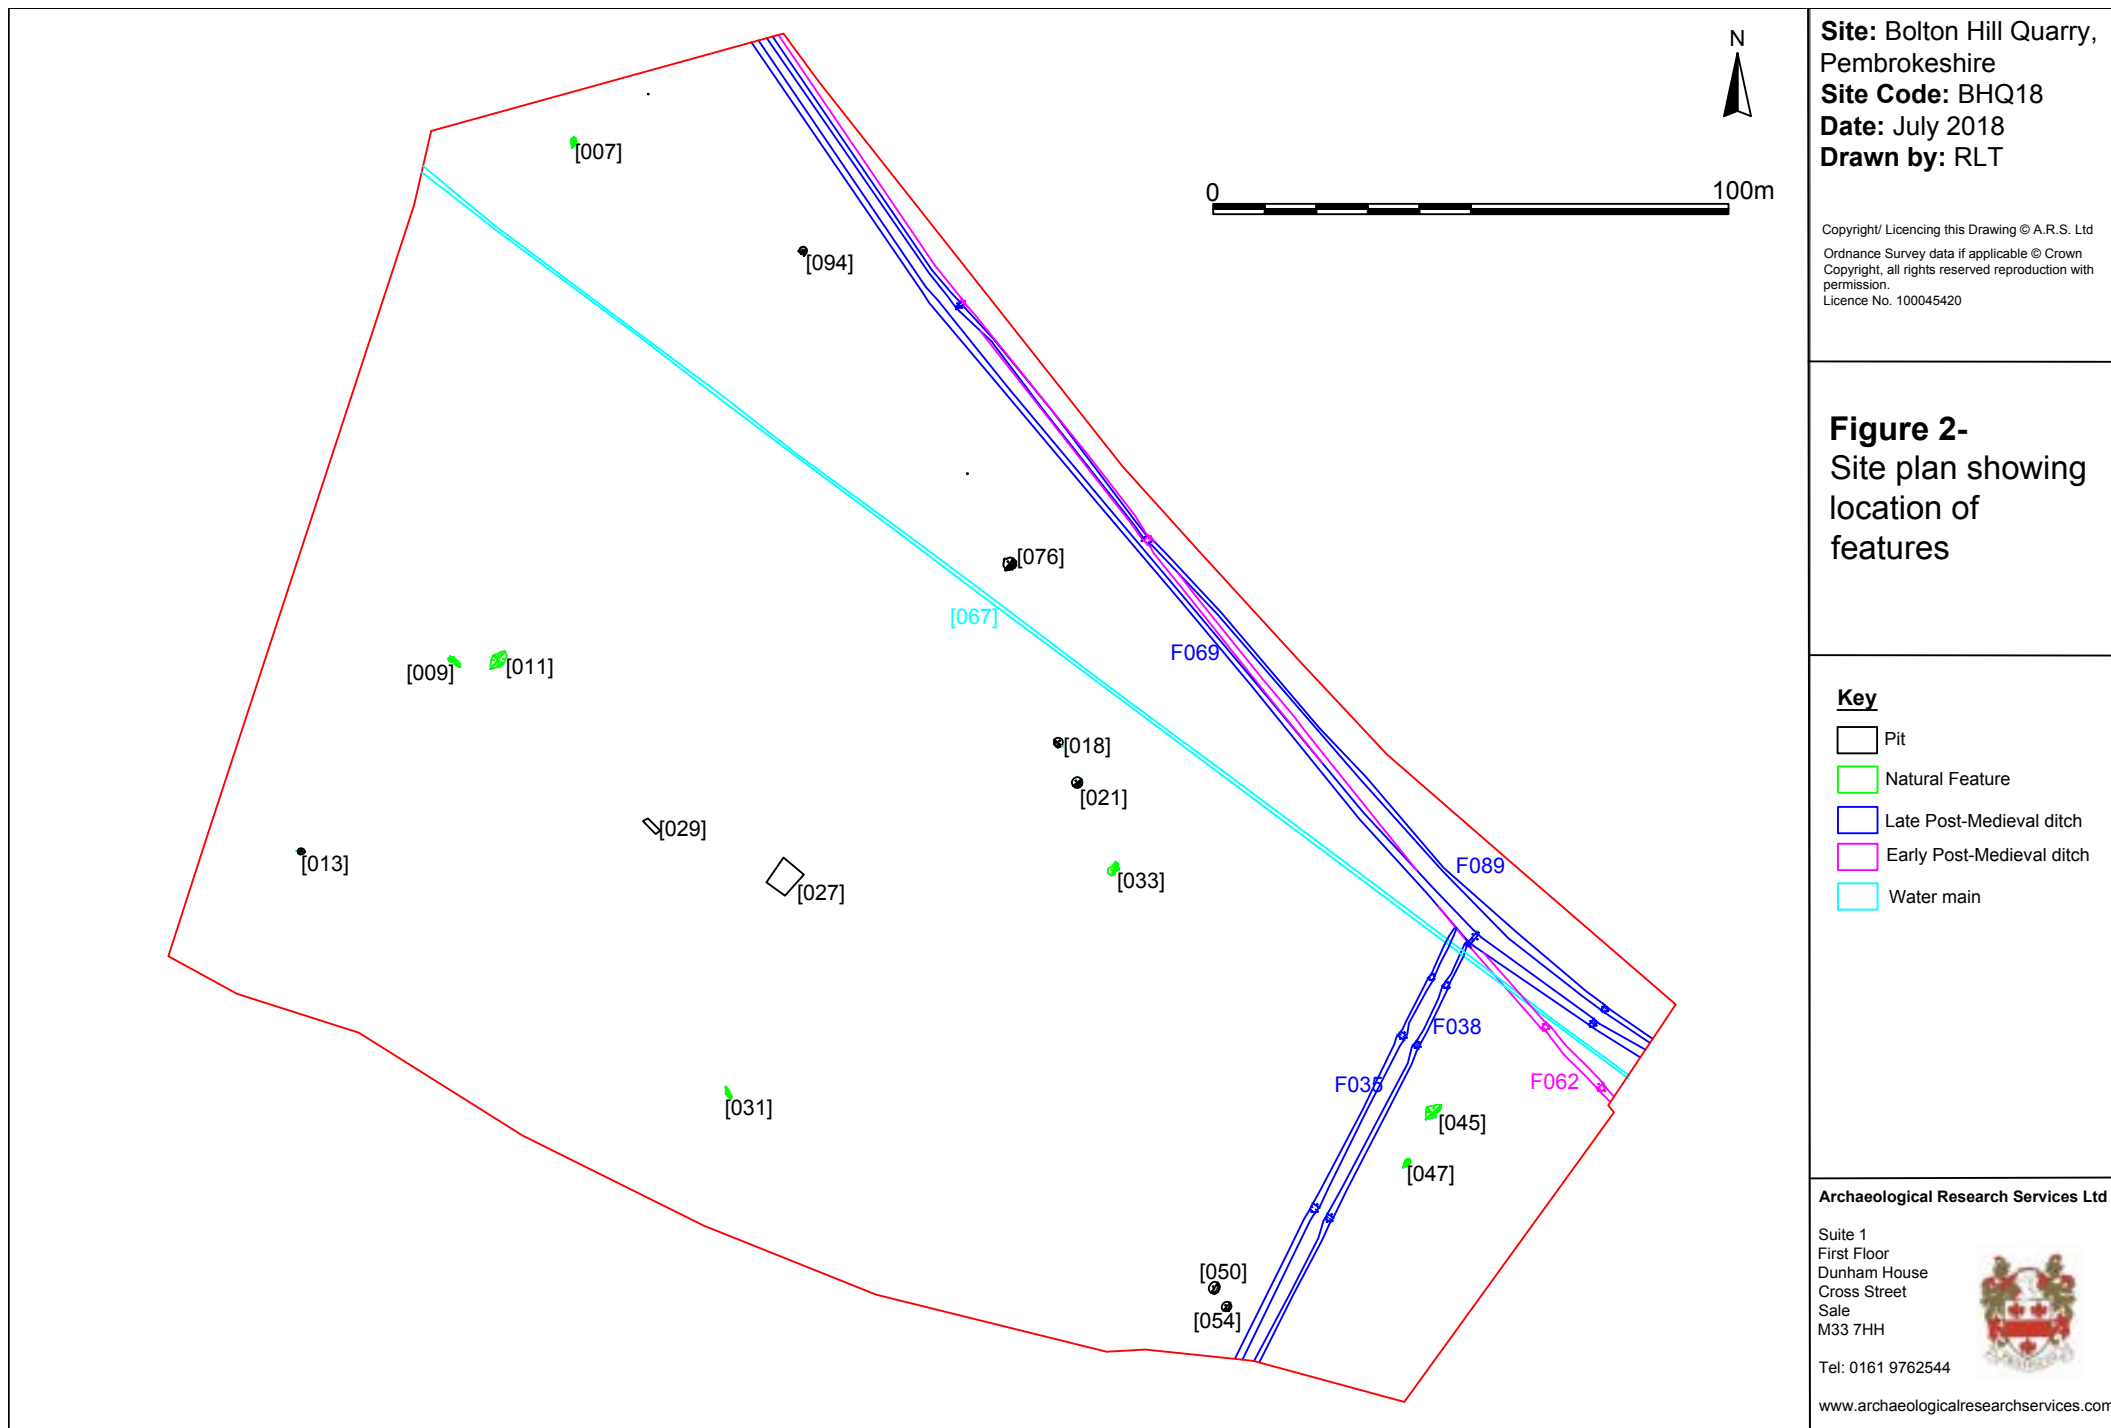 N
0
100m
[007]
[094]
[076]
[067]
F069
[009]
[011]
[018]
[021]
[029]
[013]
[027]
[033]
F089
F038
F035
F062
[031]
[045]
[047]
[050]
[054]
Site: Bolton Hill Quarry,
Pembrokeshire
Site Code: BHQ18
Date: July 2018
Drawn by: RLT
Copyright/ Licencing this Drawing © A.R.S. Ltd
Ordnance Survey data if applicable © Crown
Copyright, all rights reserved reproduction with
permission.
Licence No. 100045420
Figure 2-
Site plan showing
location of
features
Key
Pit
Natural Feature
Late Post-Medieval ditch
Early Post-Medieval ditch
Water main
Archaeological Research Services Ltd
Suite 1
First Floor
Dunham House
Cross Street
Sale
M33 7HH
Tel: 0161 9762544
www.archaeologicalresearchservices.com